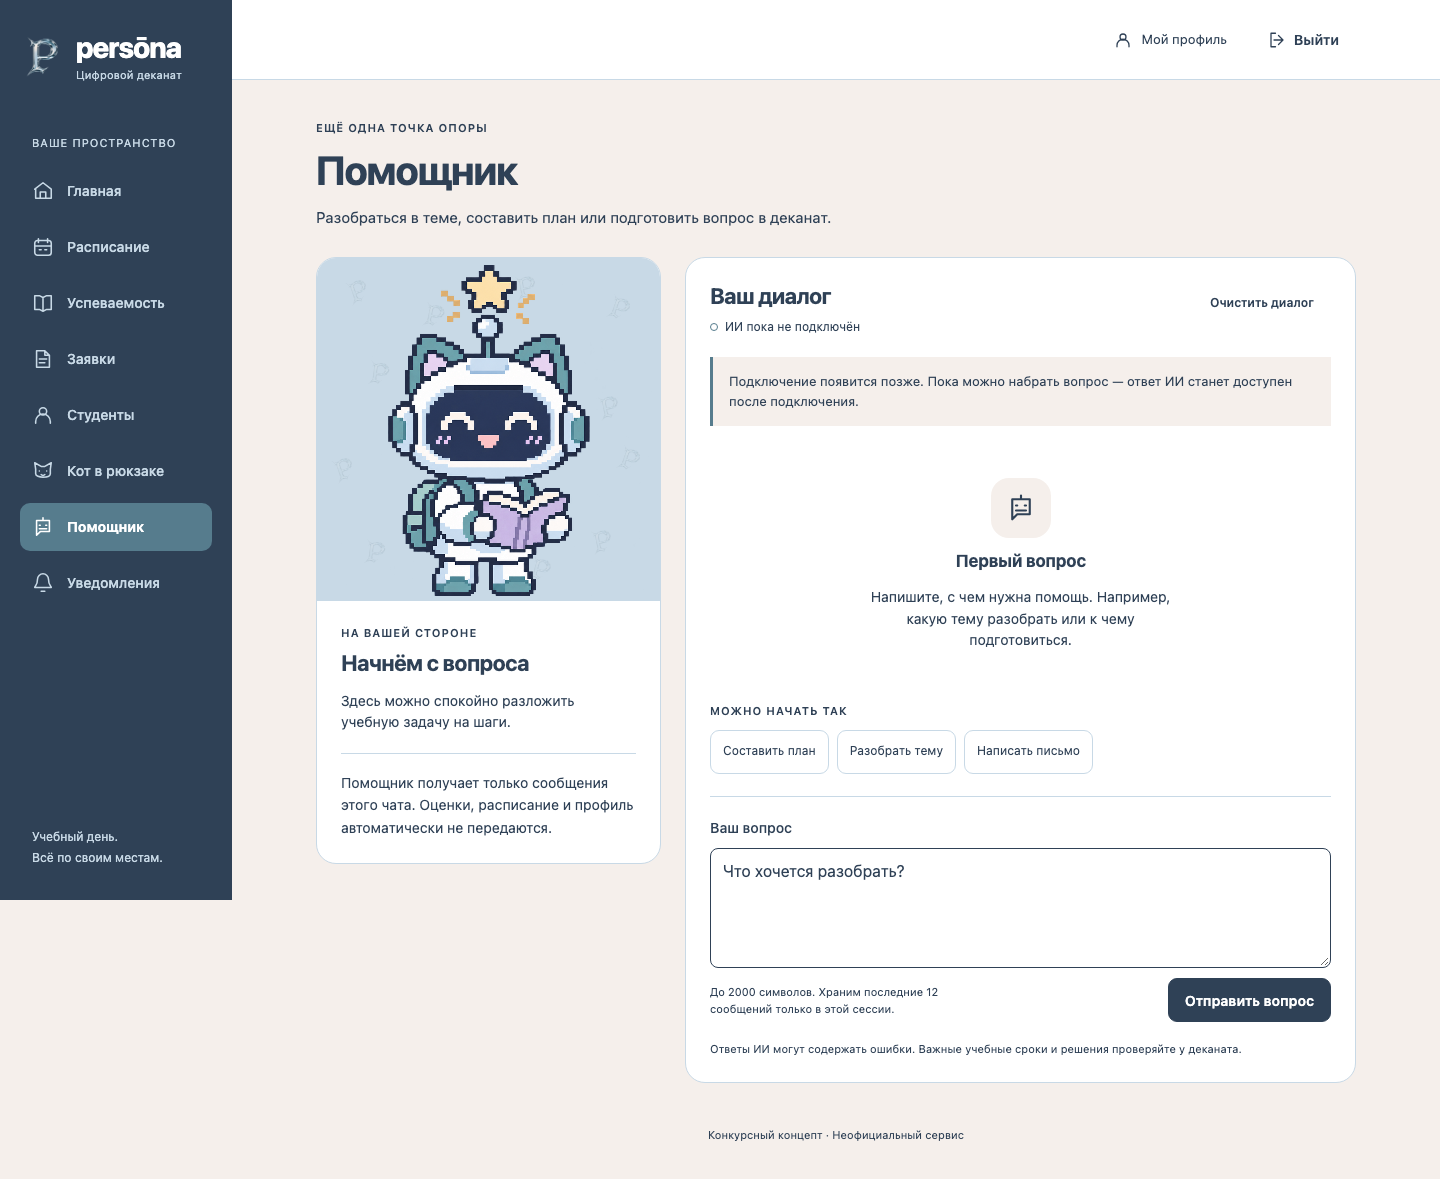 persōna
Цифровой деканат
ВАШЕ ПРОСТРАНСТВО
Главная
Расписание
Успеваемость
Заявки
Студенты
Кот в рюкзаке
Помощник
Уведомления
Учебный день.
Всё по своим местам.
Мой профиль
Выйти
ЕЩЁ ОДНА ТОЧКА ОПОРЫ
Помощник
Разобраться в теме, составить план или подготовить вопрос в деканат.
НА ВАШЕЙ СТОРОНЕ
Начнём с вопроса
Здесь можно спокойно разложить
учебную задачу на шаги.
Помощник получает только сообщения
этого чата. Оценки, расписание и профиль
автоматически не передаются.
Ваш диалог
Очистить диалог
ИИ пока не подключён
Подключение появится позже. Пока можно набрать вопрос — ответ ИИ станет доступен
после подключения.
Первый вопрос
Напишите, с чем нужна помощь. Например,
какую тему разобрать или к чему
подготовиться.
МОЖНО НАЧАТЬ ТАК
Составить план
Разобрать тему
Написать письмо
Ваш вопрос
Что хочется разобрать?
До 2000 символов. Храним последние 12
сообщений только в этой сессии.
Отправить вопрос
Ответы ИИ могут содержать ошибки. Важные учебные сроки и решения проверяйте у деканата.
Конкурсный концепт · Неофициальный сервис